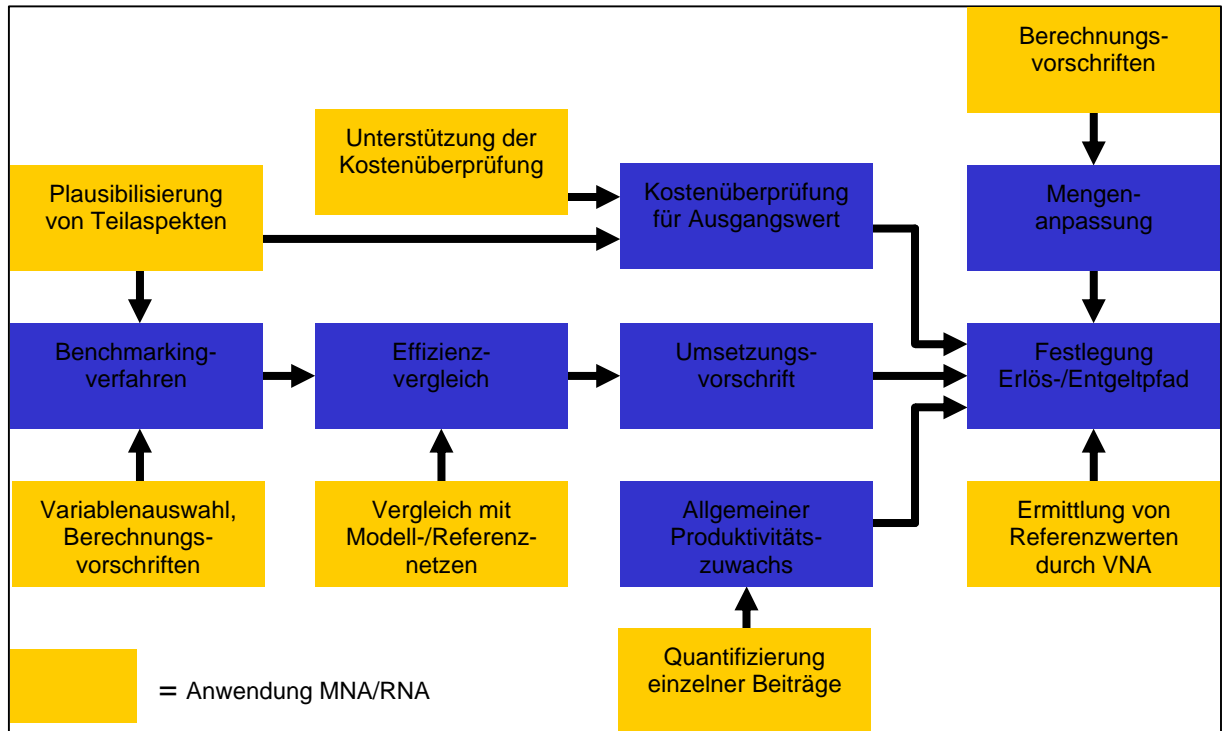 Berechnungs-
vorschriften
Unterstützung der
Kostenüberprüfung
Plausibilisierung
von Teilaspekten
Kostenüberprüfung
für Ausgangswert
Mengen-
anpassung
Benchmarking-
verfahren
Effizienz-
vergleich
Umsetzungs-
vorschrift
Festlegung
Erlös-/Entgeltpfad
Variablenauswahl,
Berechnungs-
vorschriften
Vergleich mit
Modell-/Referenz-
netzen
Allgemeiner
Produktivitäts-
zuwachs
Ermittlung von
Referenzwerten
durch VNA
Quantifizierung
einzelner Beiträge
= Anwendung MNA/RNA